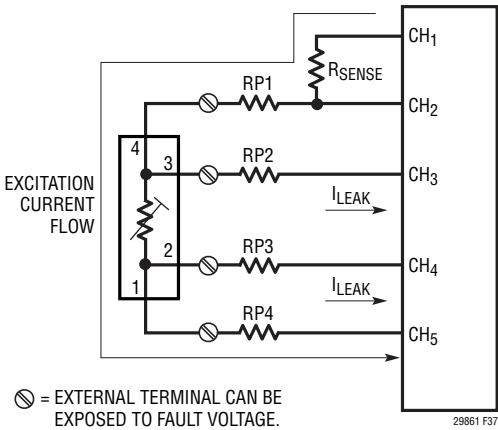 CH1
RSENSE
RP1
CH2
4
3
RP2
CH3
EXCITATION
CURRENT
FLOW
ILEAK
2
RP3
CH4
1
ILEAK
RP4
CH5
= EXTERNAL TERMINAL CAN BE
EXPOSED TO FAULT VOLTAGE.
29861 F37